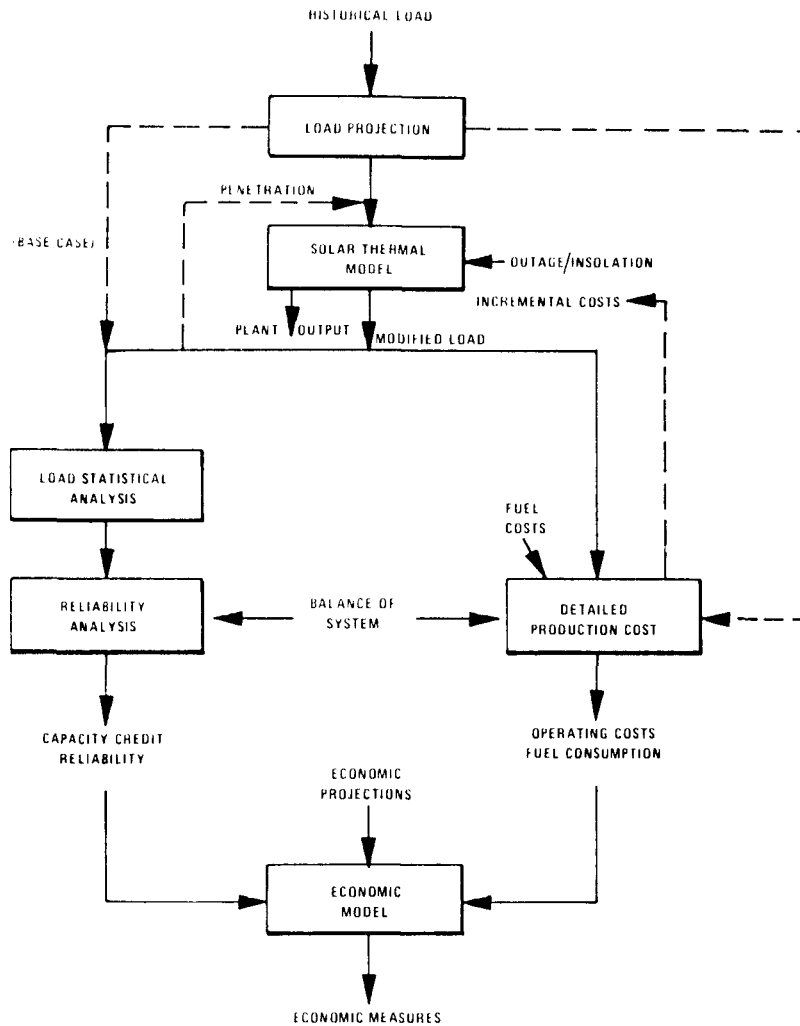 HISTORICAL LOAD
LOAD PROJECTION
PENETRATION
(BASE CASE)
SOLAR THERMAL
MODEL
OUTAGE/INSOLATION
INCREMENTAL COSTS
PLANT OUTPUT
MODIFIED LOAD
LOAD STATISTICAL
ANALYSIS
FUEL
COSTS
RELIABILITY
ANALYSIS
BALANCE OF
SYSTEM
DETAILED
PRODUCTION COST
CAPACITY CREDIT
RELIABILITY
OPERATING COSTS
FUEL CONSUMPTION
ECONOMIC
PROJECTIONS
ECONOMIC
MODEL
ECONOMIC MEASURES